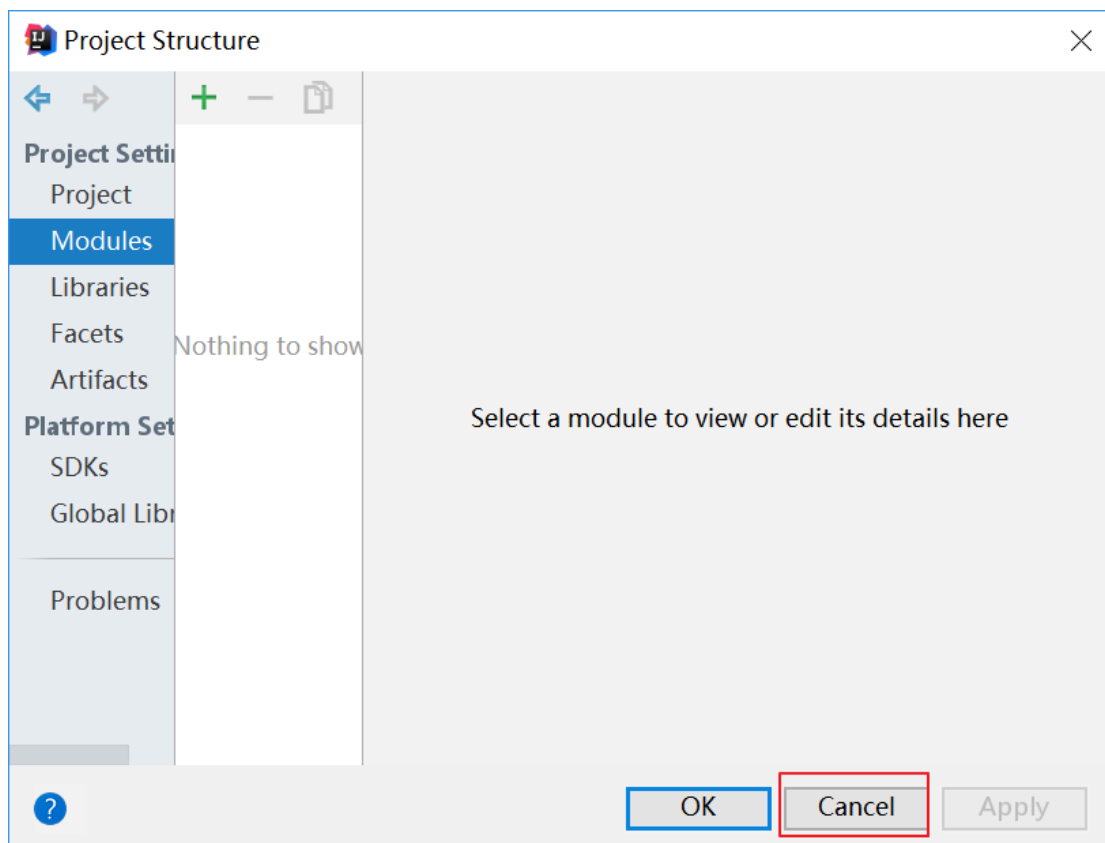 Project Structure
Project Setti
Project
Modules
Libraries
Facets
Artifacts
Platform Set
SDKs
Global Libr
Problems
Nothing to show
Select a module to view or edit its details here
?
OK
Cancel
Apply